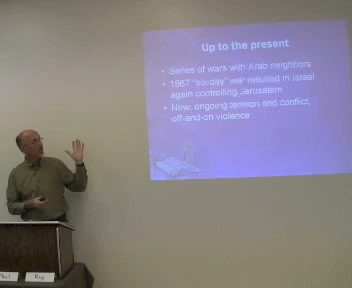 Up to the present
• Series of wars with Arab neighbors
• 1967 "six-day" war resulted in Israel
again controlling Jerusalem
• Now, ongoing tension and conflict,
off-and-on violence
Ray